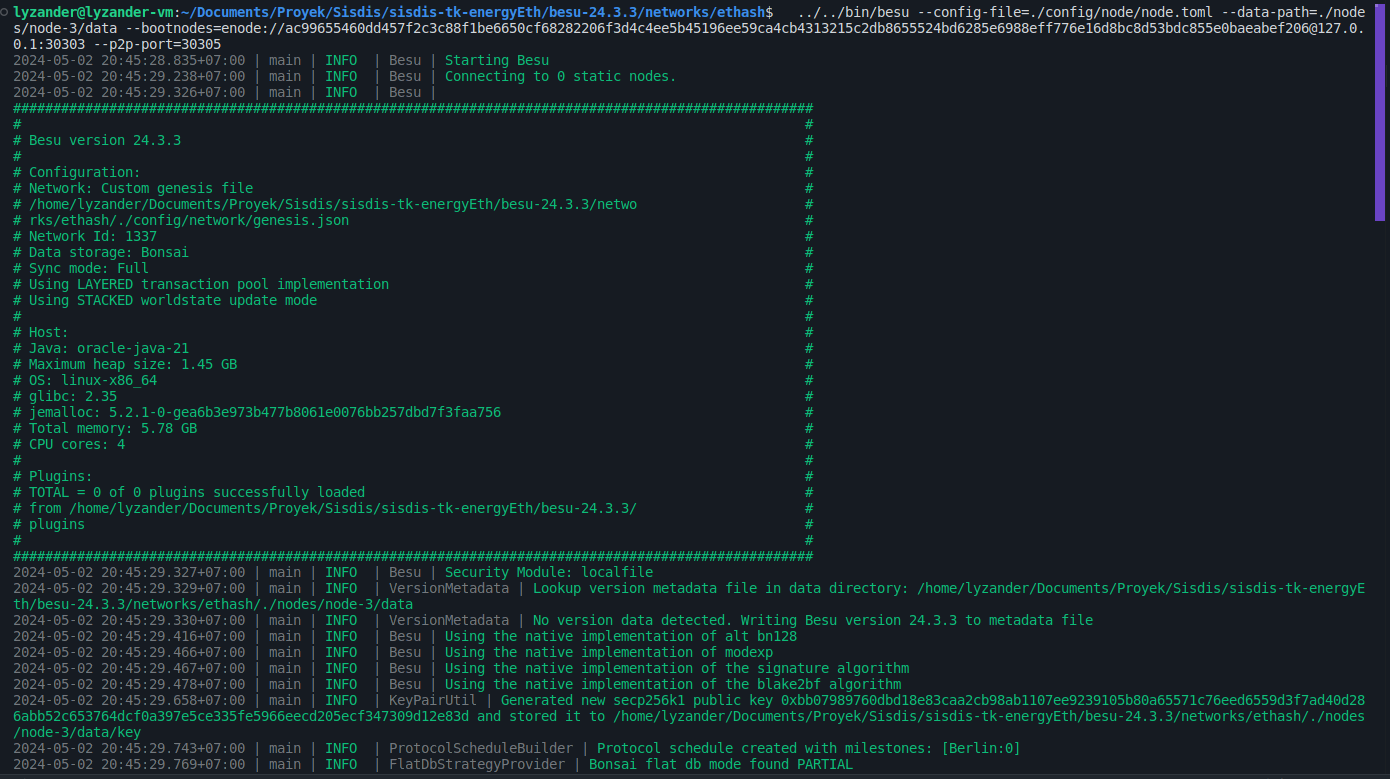 lyzander@lyzander-vm:~/Documents/Proyek/Sisdis/sisdis-tk-energyEth/besu-24.3.3/networks/ethash$   ../../bin/besu --config-file=./config/node/node.toml --data-path=./node
s/node-3/data --bootnodes=enode://ac99655460dd457f2c3c88f1be6650cf68282206f3d4c4ee5b45196ee59ca4cb4313215c2db8655524bd6285e6988eff776e16d8bc8d53bdc855e0baeabef206@127.0.
0.1:30303 --p2p-port=30305
2024-05-02 20:45:28.835+07:00 | main | INFO  | Besu | Starting Besu
2024-05-02 20:45:29.238+07:00 | main | INFO  | Besu | Connecting to 0 static nodes.
2024-05-02 20:45:29.326+07:00 | main | INFO  | Besu |
####################################################################################################
#                                                                                                  #
# Besu version 24.3.3                                                                              #
#                                                                                                  #
# Configuration:                                                                                   #
# Network: Custom genesis file                                                                     #
# /home/lyzander/Documents/Proyek/Sisdis/sisdis-tk-energyEth/besu-24.3.3/netwo                     #
# rks/ethash/./config/network/genesis.json                                                         #
# Network Id: 1337                                                                                 #
# Data storage: Bonsai                                                                             #
# Sync mode: Full                                                                                  #
# Using LAYERED transaction pool implementation                                                    #
# Using STACKED worldstate update mode                                                             #
#                                                                                                  #
# Host:                                                                                            #
# Java: oracle-java-21                                                                             #
# Maximum heap size: 1.45 GB                                                                       #
# OS: linux-x86_64                                                                                 #
# glibc: 2.35                                                                                      #
# jemalloc: 5.2.1-0-gea6b3e973b477b8061e0076bb257dbd7f3faa756                                      #
# Total memory: 5.78 GB                                                                            #
# CPU cores: 4                                                                                     #
#                                                                                                  #
# Plugins:                                                                                         #
# TOTAL = 0 of 0 plugins successfully loaded                                                       #
# from /home/lyzander/Documents/Proyek/Sisdis/sisdis-tk-energyEth/besu-24.3.3/                     #
# plugins                                                                                          #
#                                                                                                  #
####################################################################################################
2024-05-02 20:45:29.327+07:00 | main | INFO  | Besu | Security Module: localfile
2024-05-02 20:45:29.329+07:00 | main | INFO  | VersionMetadata | Lookup version metadata file in data directory: /home/lyzander/Documents/Proyek/Sisdis/sisdis-tk-energyE
th/besu-24.3.3/networks/ethash/./nodes/node-3/data
2024-05-02 20:45:29.330+07:00 | main | INFO  | VersionMetadata | No version data detected. Writing Besu version 24.3.3 to metadata file
2024-05-02 20:45:29.416+07:00 | main | INFO  | Besu | Using the native implementation of alt bn128
2024-05-02 20:45:29.466+07:00 | main | INFO  | Besu | Using the native implementation of modexp
2024-05-02 20:45:29.467+07:00 | main | INFO  | Besu | Using the native implementation of the signature algorithm
2024-05-02 20:45:29.478+07:00 | main | INFO  | Besu | Using the native implementation of the blake2bf algorithm
2024-05-02 20:45:29.658+07:00 | main | INFO  | KeyPairUtil | Generated new secp256k1 public key 0xbb07989760dbd18e83caa2cb98ab1107ee9239105b80a65571c76eed6559d3f7ad40d28
6abb52c653764dcf0a397e5ce335fe5966eecd205ecf347309d12e83d and stored it to /home/lyzander/Documents/Proyek/Sisdis/sisdis-tk-energyEth/besu-24.3.3/networks/ethash/./nodes
/node-3/data/key
2024-05-02 20:45:29.743+07:00 | main | INFO  | ProtocolScheduleBuilder | Protocol schedule created with milestones: [Berlin:0]
2024-05-02 20:45:29.769+07:00 | main | INFO  | FlatDbStrategyProvider | Bonsai flat db mode found PARTIAL